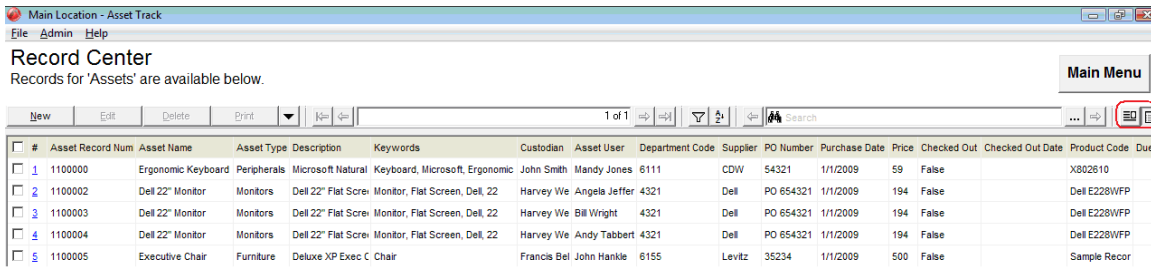 Main Location - Asset Track
File Admin Help
Record Center
Records for 'Assets' are available below.
Main Menu
New Edit Delete Print 1 of 1 Search ...
# Asset Record Num Asset Name Asset Type Description Keywords Custodian Asset User Department Code Supplier PO Number Purchase Date Price Checked Out Checked Out Date Product Code Due
1 1100000 Ergonomic Keyboard Peripherals Microsoft Natural Keyboard, Microsoft, Ergonomic John Smith Mandy Jones 6111 CDW 54321 1/1/2009 59 False X802610
2 1100002 Dell 22" Monitor Monitors Dell 22" Flat Scre Monitor, Flat Screen, Dell, 22 Harvey We Angela Jeffer 4321 Dell PO 654321 1/1/2009 194 False Dell E228WFP
3 1100003 Dell 22" Monitor Monitors Dell 22" Flat Scre Monitor, Flat Screen, Dell, 22 Harvey We Bill Wright 4321 Dell PO 654321 1/1/2009 194 False Dell E228WFP
4 1100004 Dell 22" Monitor Monitors Dell 22" Flat Scre Monitor, Flat Screen, Dell, 22 Harvey We Andy Tabbert 4321 Dell PO 654321 1/1/2009 194 False Dell E228WFP
5 1100005 Executive Chair Furniture Deluxe XP Exec C Chair Francis Bel John Hankle 6155 Levitz 35234 1/1/2009 500 False Sample Recor